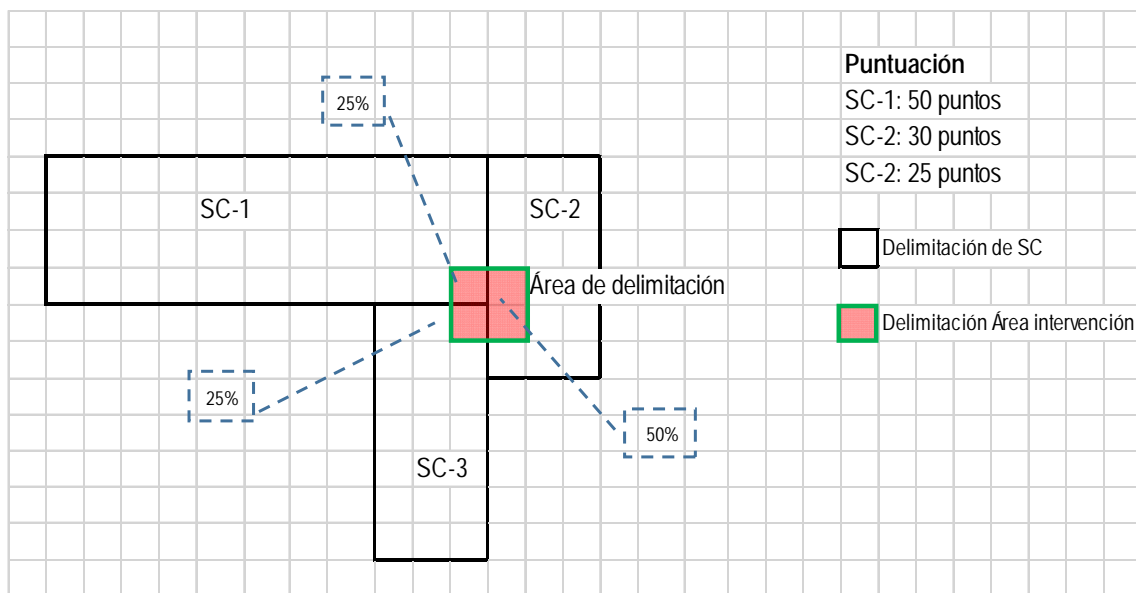 Puntuación
SC-1: 50 puntos
SC-2: 30 puntos
SC-2: 25 puntos
25%
SC-1
SC-2
Delimitación de SC
Área de delimitación
Delimitación Área intervención
25%
50%
SC-3